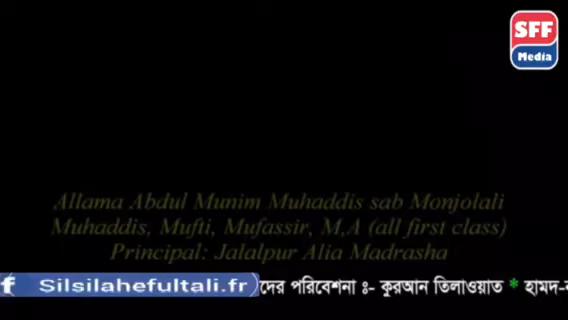 SFF
Media
Allama Abdul Munim Muhaddis sab Monjolali
Muhaddis, Mufti, Mufassir, M,A (all first class)
Principal: Jalalpur Alia Madrasha
f Silsilahefultali.fr
দের পরিবেশনা ঃ- কুরআন তিলাওয়াত * হামদ-